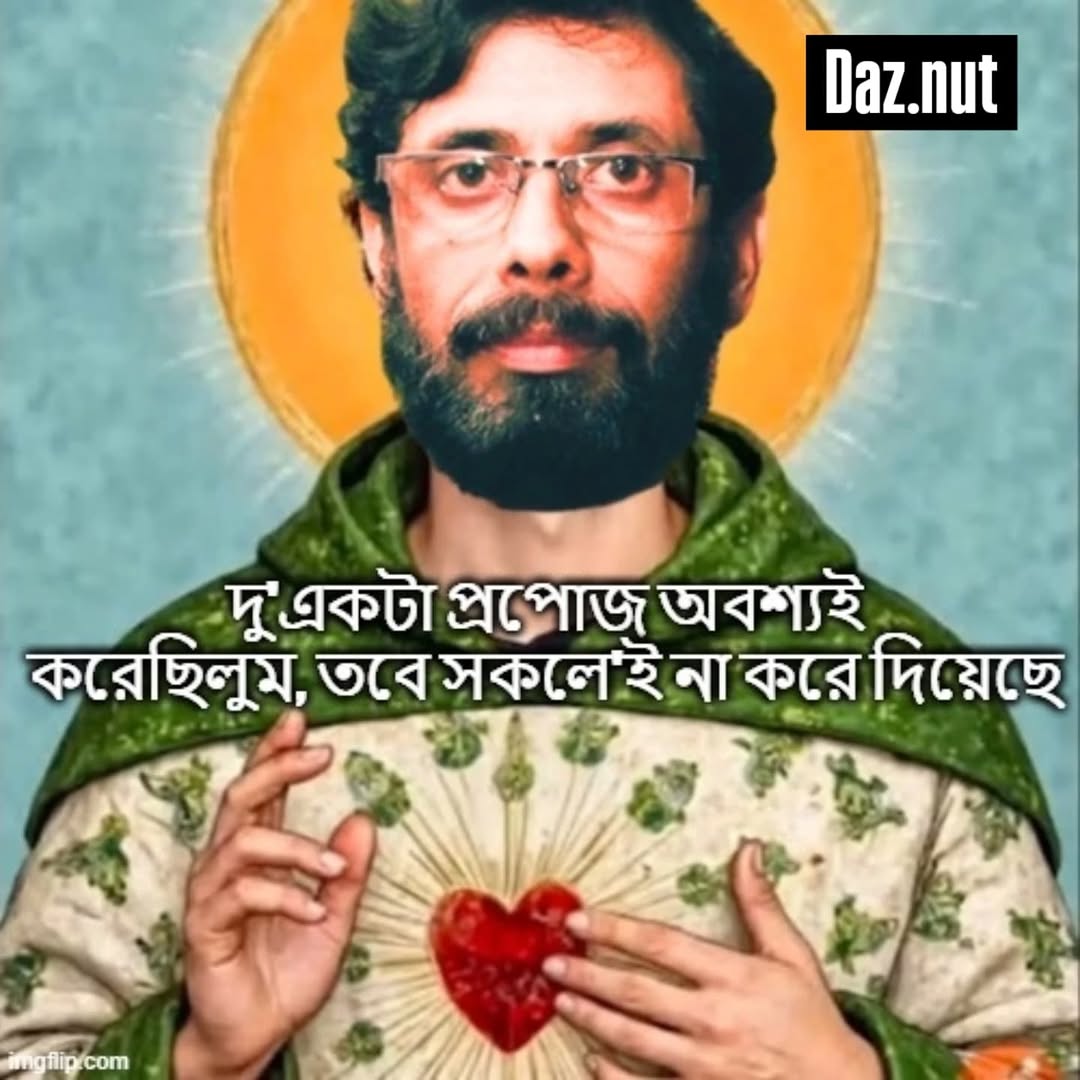 Daz.nut
দু'একটা প্রপোজ অবশ্যই
করেছিলুম, তবে সকলে'ই না করে দিয়েছে
imgflip.com